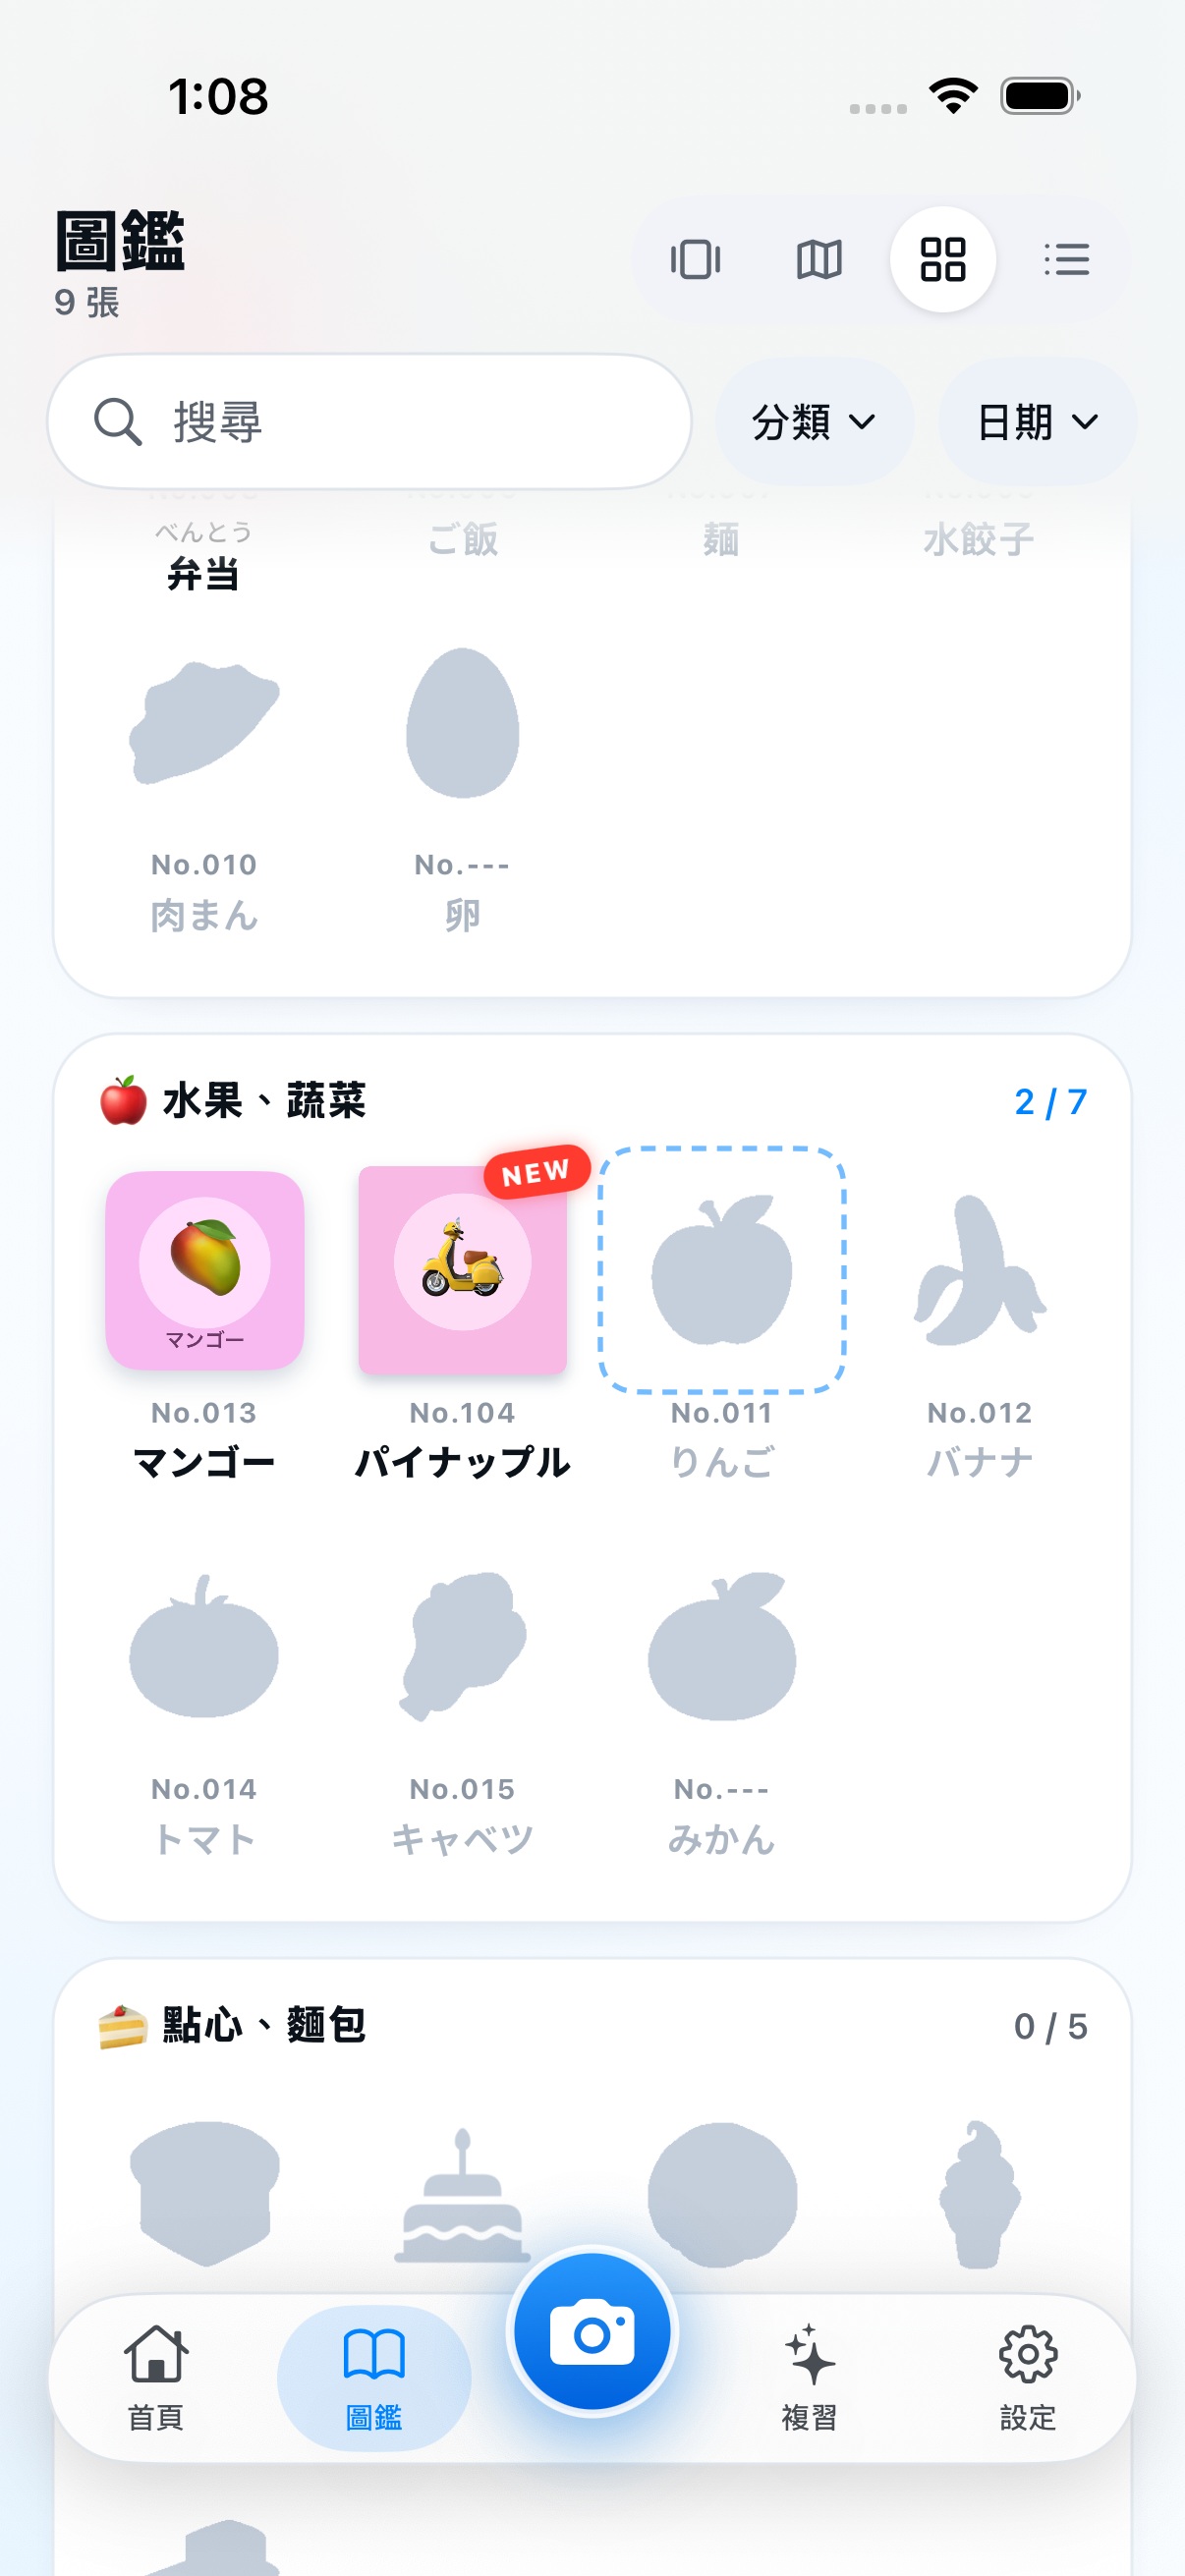 1:08
圖鑑
9 張
搜尋
分類
日期
べんとう
弁当
ご飯
麺
水餃子
No.010
No.---
肉まん
卵
水果、蔬菜
2 / 7
NEW
マンゴー
No.013
No.104
No.011
No.012
マンゴー
パイナップル
りんご
バナナ
No.014
No.015
No.---
トマト
キャベツ
みかん
點心、麵包
0 / 5
首頁
圖鑑
複習
設定